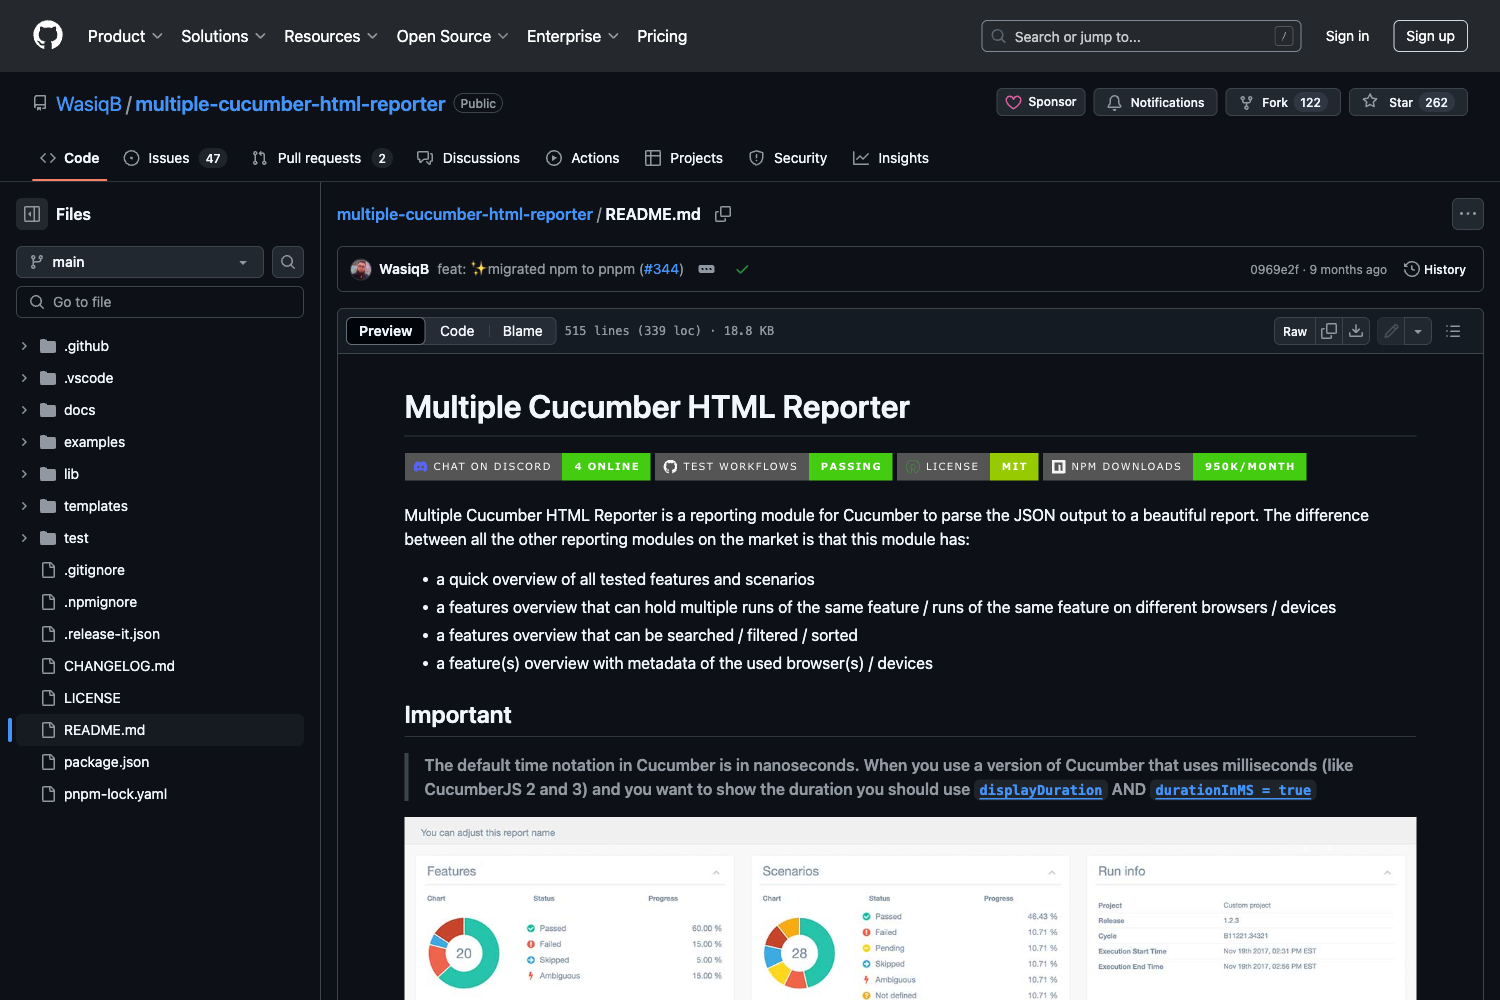 Product Solutions Resources Open Source Enterprise Pricing Search or jump to... / Sign in Sign up
WasiqB / multiple-cucumber-html-reporter Public Sponsor Notifications Fork 122 Star 262
Code Issues 47 Pull requests 2 Discussions Actions Projects Security Insights
Files
main
Go to file
.github
.vscode
docs
examples
lib
templates
test
.gitignore
.npmignore
.release-it.json
CHANGELOG.md
LICENSE
README.md
package.json
pnpm-lock.yaml
multiple-cucumber-html-reporter / README.md
WasiqB feat: ✨migrated npm to pnpm (#344) 0969e2f · 9 months ago History
Preview Code Blame 515 lines (339 loc) · 18.8 KB Raw
Multiple Cucumber HTML Reporter
CHAT ON DISCORD 4 ONLINE TEST WORKFLOWS PASSING LICENSE MIT NPM DOWNLOADS 950K/MONTH
Multiple Cucumber HTML Reporter is a reporting module for Cucumber to parse the JSON output to a beautiful report. The difference
between all the other reporting modules on the market is that this module has:
• a quick overview of all tested features and scenarios
• a features overview that can hold multiple runs of the same feature / runs of the same feature on different browsers / devices
• a features overview that can be searched / filtered / sorted
• a feature(s) overview with metadata of the used browser(s) / devices
Important
The default time notation in Cucumber is in nanoseconds. When you use a version of Cucumber that uses milliseconds (like
CucumberJS 2 and 3) and you want to show the duration you should use displayDuration AND durationInMS = true
You can adjust this report name
Features
Chart Status Progress
20
Passed 60.00 %
Failed 15.00 %
Skipped 5.00 %
Ambiguous 15.00 %
Scenarios
Chart Status Progress
28
Passed 46.43 %
Failed 10.71 %
Pending 10.71 %
Skipped 10.71 %
Ambiguous 10.71 %
Not defined 10.71 %
Run info
Project Custom project
Release 1.2.3
Cycle B11221.34321
Execution Start Time Nov 19th 2017, 02:31 PM EST
Execution End Time Nov 19th 2017, 02:56 PM EST